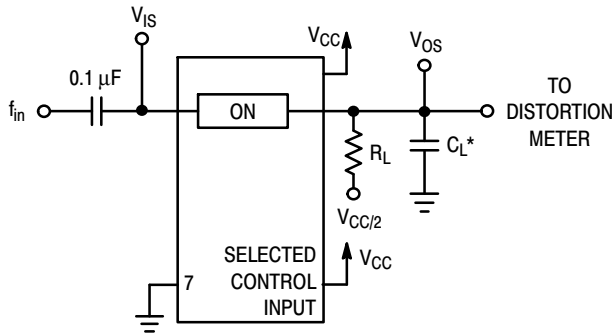 V_IS
V_CC
V_OS
0.1 μF
f_in
ON
TO
DISTORTION
METER
R_L
C_L*
V_CC/2
SELECTED
CONTROL
INPUT
V_CC
7